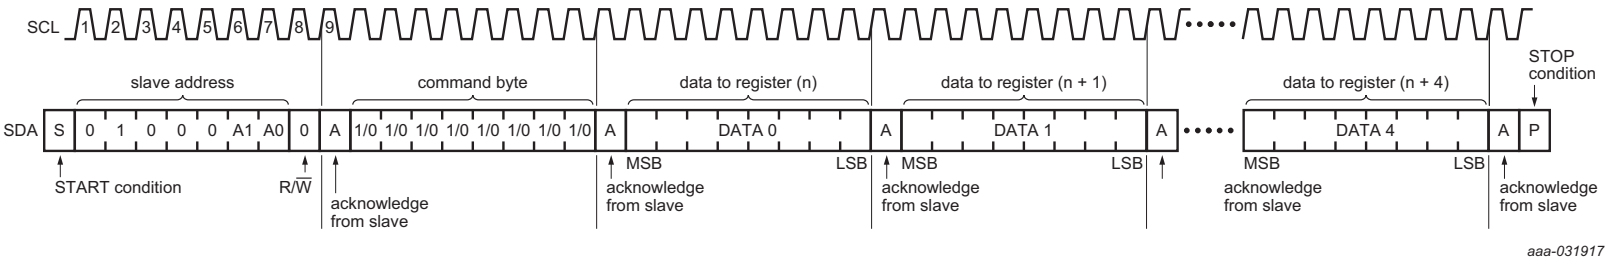 SCL 1 2 3 4 5 6 7 8 9
STOP
condition
slave address command byte data to register (n) data to register (n + 1) data to register (n + 4)
SDA S 0 1 0 0 0 A1 A0 0 A 1/0 1/0 1/0 1/0 1/0 1/0 1/0 1/0 A DATA 0 A DATA 1 A DATA 4 A P
MSB LSB MSB LSB MSB LSB
START condition R/W̅ acknowledge acknowledge acknowledge acknowledge
from slave from slave from slave from slave
acknowledge
from slave
aaa-031917